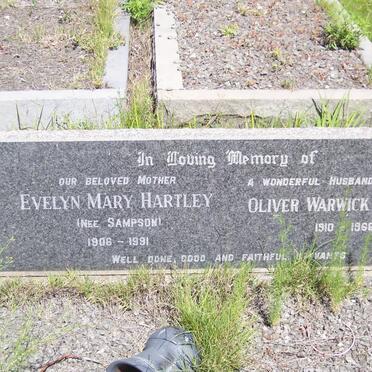 In Loving Memory of
OUR BELOVED MOTHER
EVELYN MARY HARTLEY
(NEE SAMPSON)
1906 - 1991
A WONDERFUL HUSBAND
OLIVER WARWICK
1910 196
WELL DONE, GOOD AND FAITHFUL SERVANTS